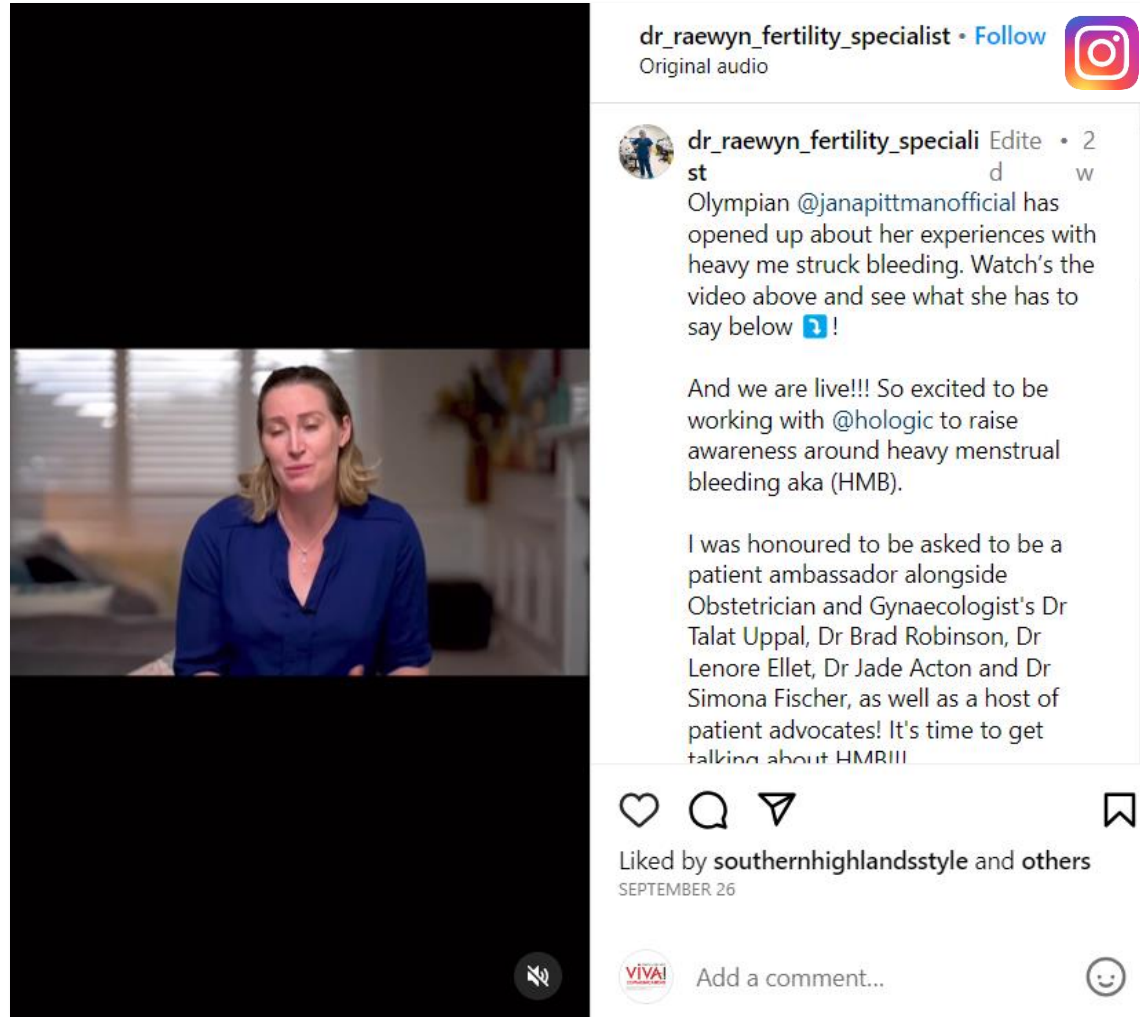 dr_raewyn_fertility_specialist • Follow
Original audio
dr_raewyn_fertility_speciali Edite • 2
st d w
Olympian @janapittmanofficial has
opened up about her experiences with
heavy me struck bleeding. Watch's the
video above and see what she has to
say below ⤵️!
And we are live!!! So excited to be
working with @hologic to raise
awareness around heavy menstrual
bleeding aka (HMB).
I was honoured to be asked to be a
patient ambassador alongside
Obstetrician and Gynaecologist's Dr
Talat Uppal, Dr Brad Robinson, Dr
Lenore Ellet, Dr Jade Acton and Dr
Simona Fischer, as well as a host of
patient advocates! It's time to get
talking about HMB!!!
Liked by southernhighlandsstyle and others
SEPTEMBER 26
VIVA!
Add a comment...